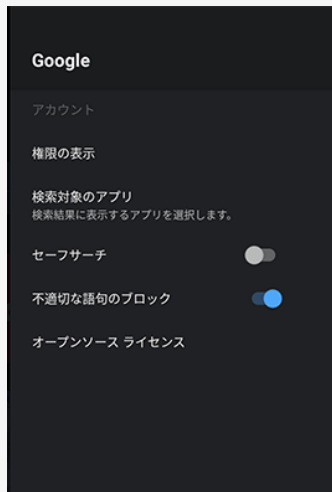 Google
アカウント
権限の表示
検索対象のアプリ
検索結果に表示するアプリを選択します。
セーフサーチ
不適切な語句のブロック
オープンソース ライセンス